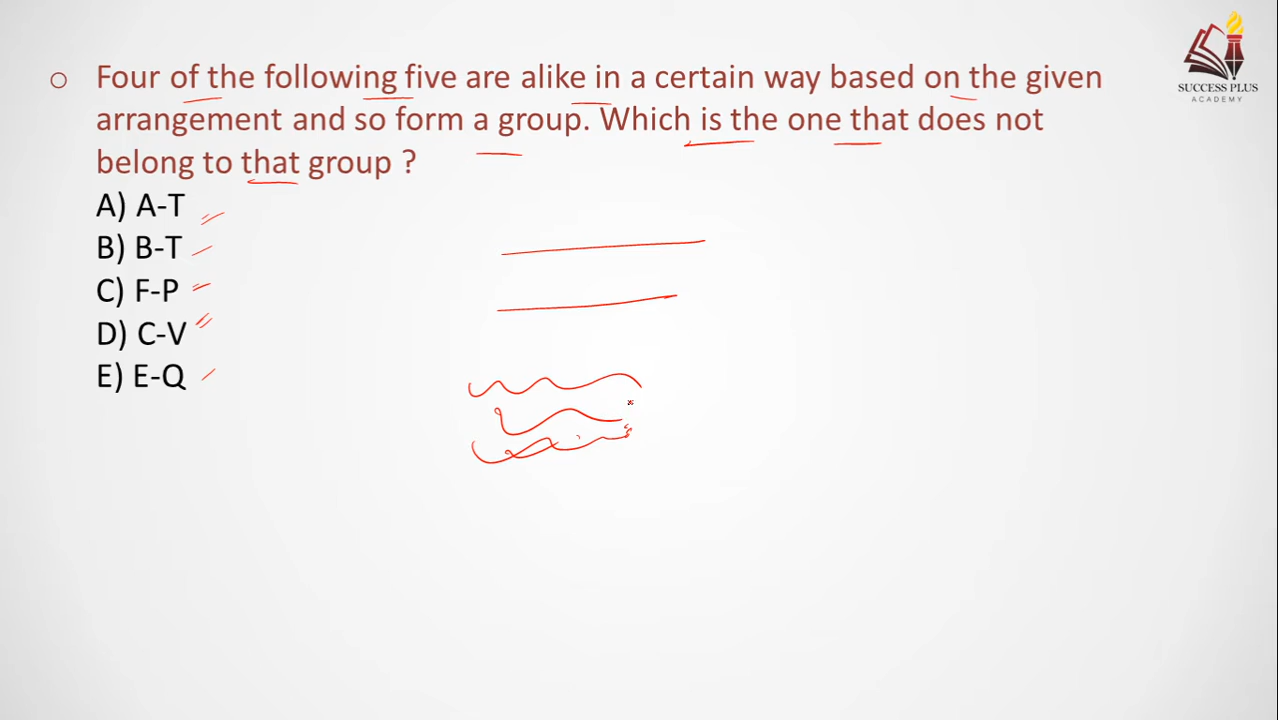 SUCCESS PLUS
ACADEMY
○ Four of the following five are alike in a certain way based on the given
arrangement and so form a group. Which is the one that does not
belong to that group ?
A) A-T
B) B-T
C) F-P
D) C-V
E) E-Q